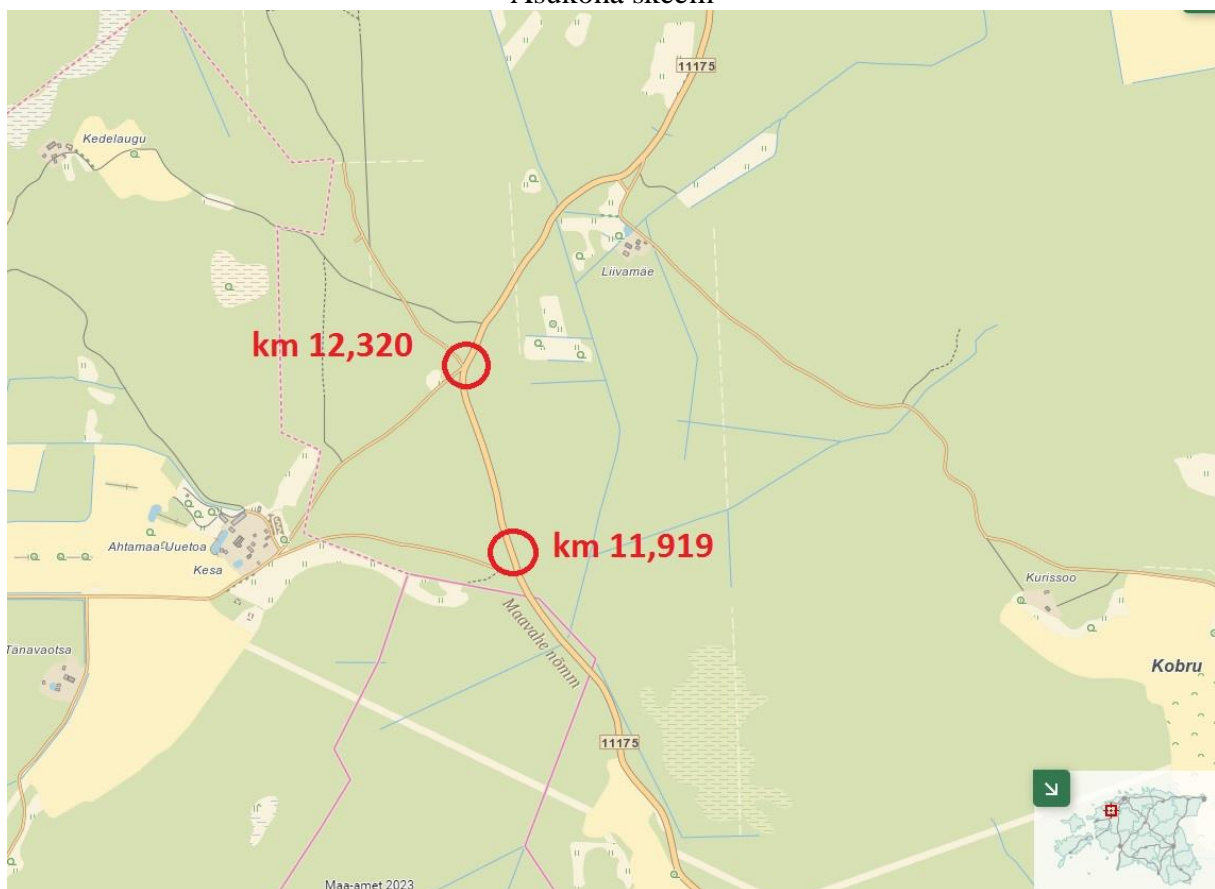 Asukoha skeem
11175
Kedelaugu
Liivamäe
km 12,320
Ahtamaa
Uuetoa
Kesa
km 11,919
Kurissoo
Maavahe nõmm
Tänavaotsa
Kobru
11175
Maa-amet 2023